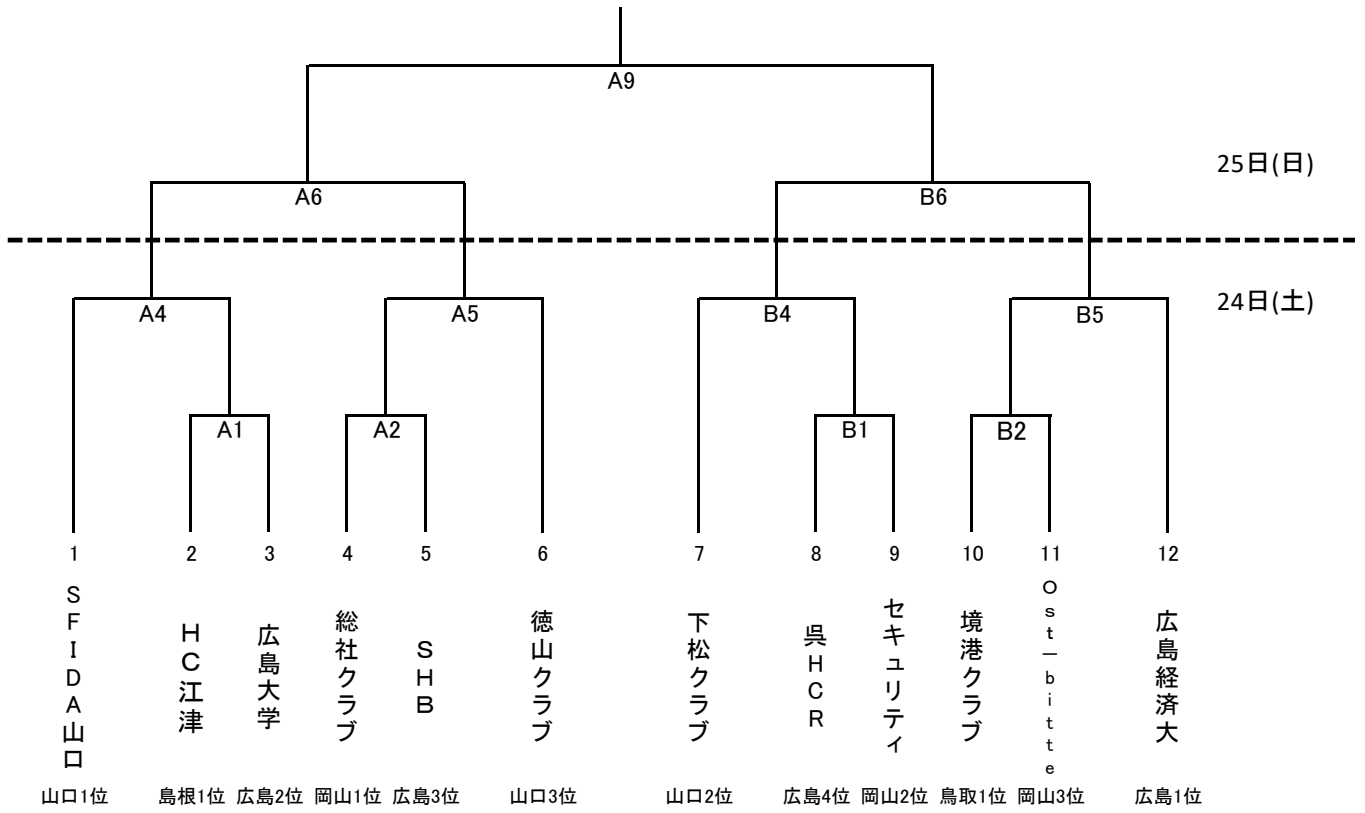 A9
25日(日)
A6
B6
24日(土)
A4
A5
B4
B5
A1
A2
B1
B2
1
2
3
4
5
6
7
8
9
10
11
12
SFIDA山口
HC江津
広島大学
総社クラブ
SHB
徳山クラブ
下松クラブ
呉HCR
セキュリティ
境港クラブ
Ost－bitte
広島経済大
山口1位
島根1位
広島2位
岡山1位
広島3位
山口3位
山口2位
広島4位
岡山2位
鳥取1位
岡山3位
広島1位